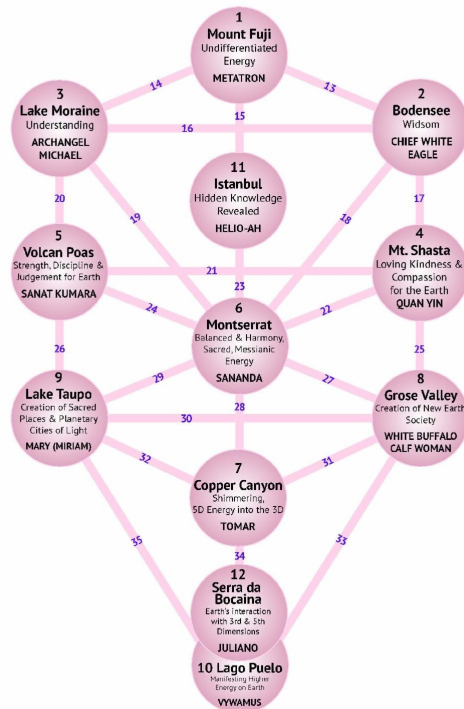 1
Mount Fuji
Undifferentiated
Energy
METATRON
14
13
3
Lake Moraine
Understanding
ARCHANGEL
MICHAEL
15
16
2
Bodensee
Widsom
CHIEF WHITE
EAGLE
11
Istanbul
Hidden Knowledge
Revealed
HELIO-AH
20
19
18
17
5
Volcan Poas
Strength, Discipline &
Judgement for Earth
SANAT KUMARA
21
4
Mt. Shasta
Loving Kindness &
Compassion
for the Earth
QUAN YIN
23
24
22
6
Montserrat
Balanced & Harmony,
Sacred, Messianic
Energy
SANANDA
26
25
29
27
28
9
Lake Taupo
Creation of Sacred
Places & Planetary
Cities of Light
MARY (MIRIAM)
30
8
Grose Valley
Creation of New Earth
Society
WHITE BUFFALO
CALF WOMAN
32
31
7
Copper Canyon
Shimmering,
5D Energy into the 3D
TOMAR
35
34
33
12
Serra da
Bocaina
Earth's interaction
with 3rd & 5th
Dimensions
JULIANO
10 Lago Puelo
Manifesting Higher
Energy on Earth
VYWAMUS